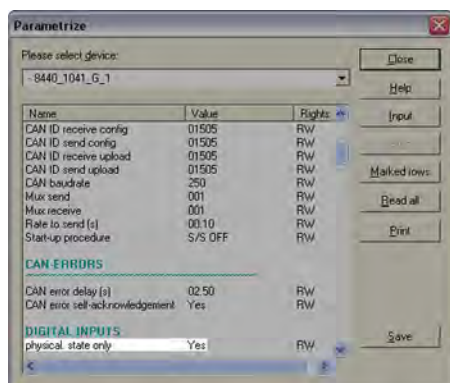 Parametrize
Please select device:
- 8440_1041_G_1
Close
Help
Name Value Rights
Input
CAN ID receive config 01505 RW
CAN ID send config 01505 RW
CAN ID receive upload 01505 RW
CAN ID send upload 01505 RW
Marked rows
CAN baudrate 250 RW
Mux send 001 RW
Read all
Mux receive 001 RW
Rate to send [s] 00.10 RW
Print
Start-up procedure S/S OFF RW
CAN-ERRORS
CAN error delay [s] 02.50 RW
CAN error self-acknowledgement Yes RW
DIGITAL INPUTS
physical. state only Yes RW
Save